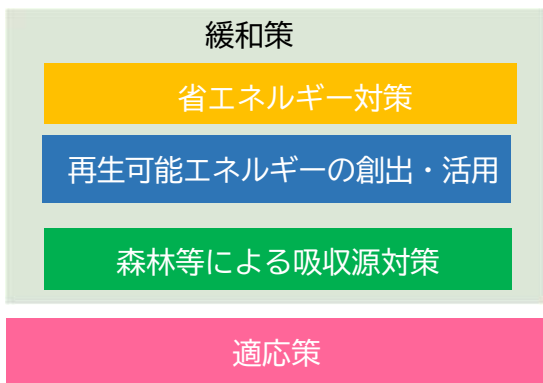 緩和策
省エネルギー対策
再生可能エネルギーの創出・活用
森林等による吸収源対策
適応策